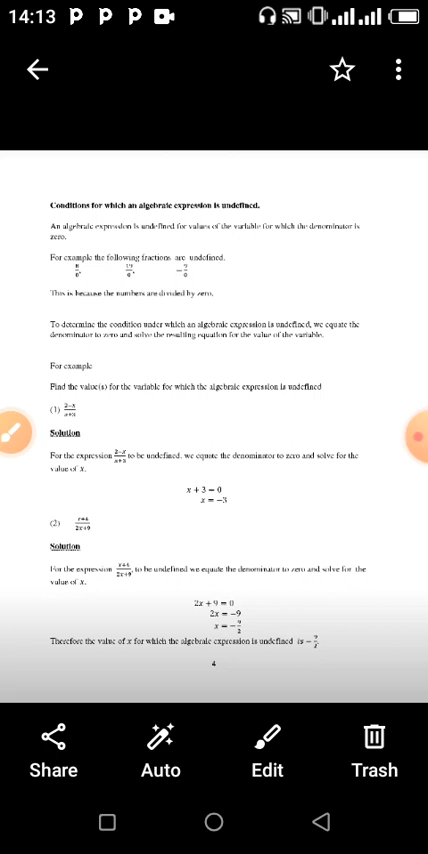 14:13
Conditions for which an algebraic expression is undefined.
An algebraic expression is undefined for values of the variable for which the denominator is
zero.
For example the following fractions are undefined.
This is because the numbers are divided by zero.
To determine the condition under which an algebraic expression is undefined, we equate the
denominator to zero and solve the resulting equation for the value of the variable.
For example
Find the value(s) for the variable for which the algebraic expression is undefined
(1) 2−x/x+3
Solution
For the expression 2−x/x+3 to be undefined, we equate the denominator to zero and solve for the
value of x.
x + 3 = 0
x = −3
(2) /2x+9
Solution
For the expression /2x+9, to be undefined we equate the denominator to zero and solve for the
value of x.
2x + 9 = 0
2x = −9
x = −9/2
Therefore the value of x for which the algebraic expression is undefined is −9/2.
4
Share
Auto
Edit
Trash